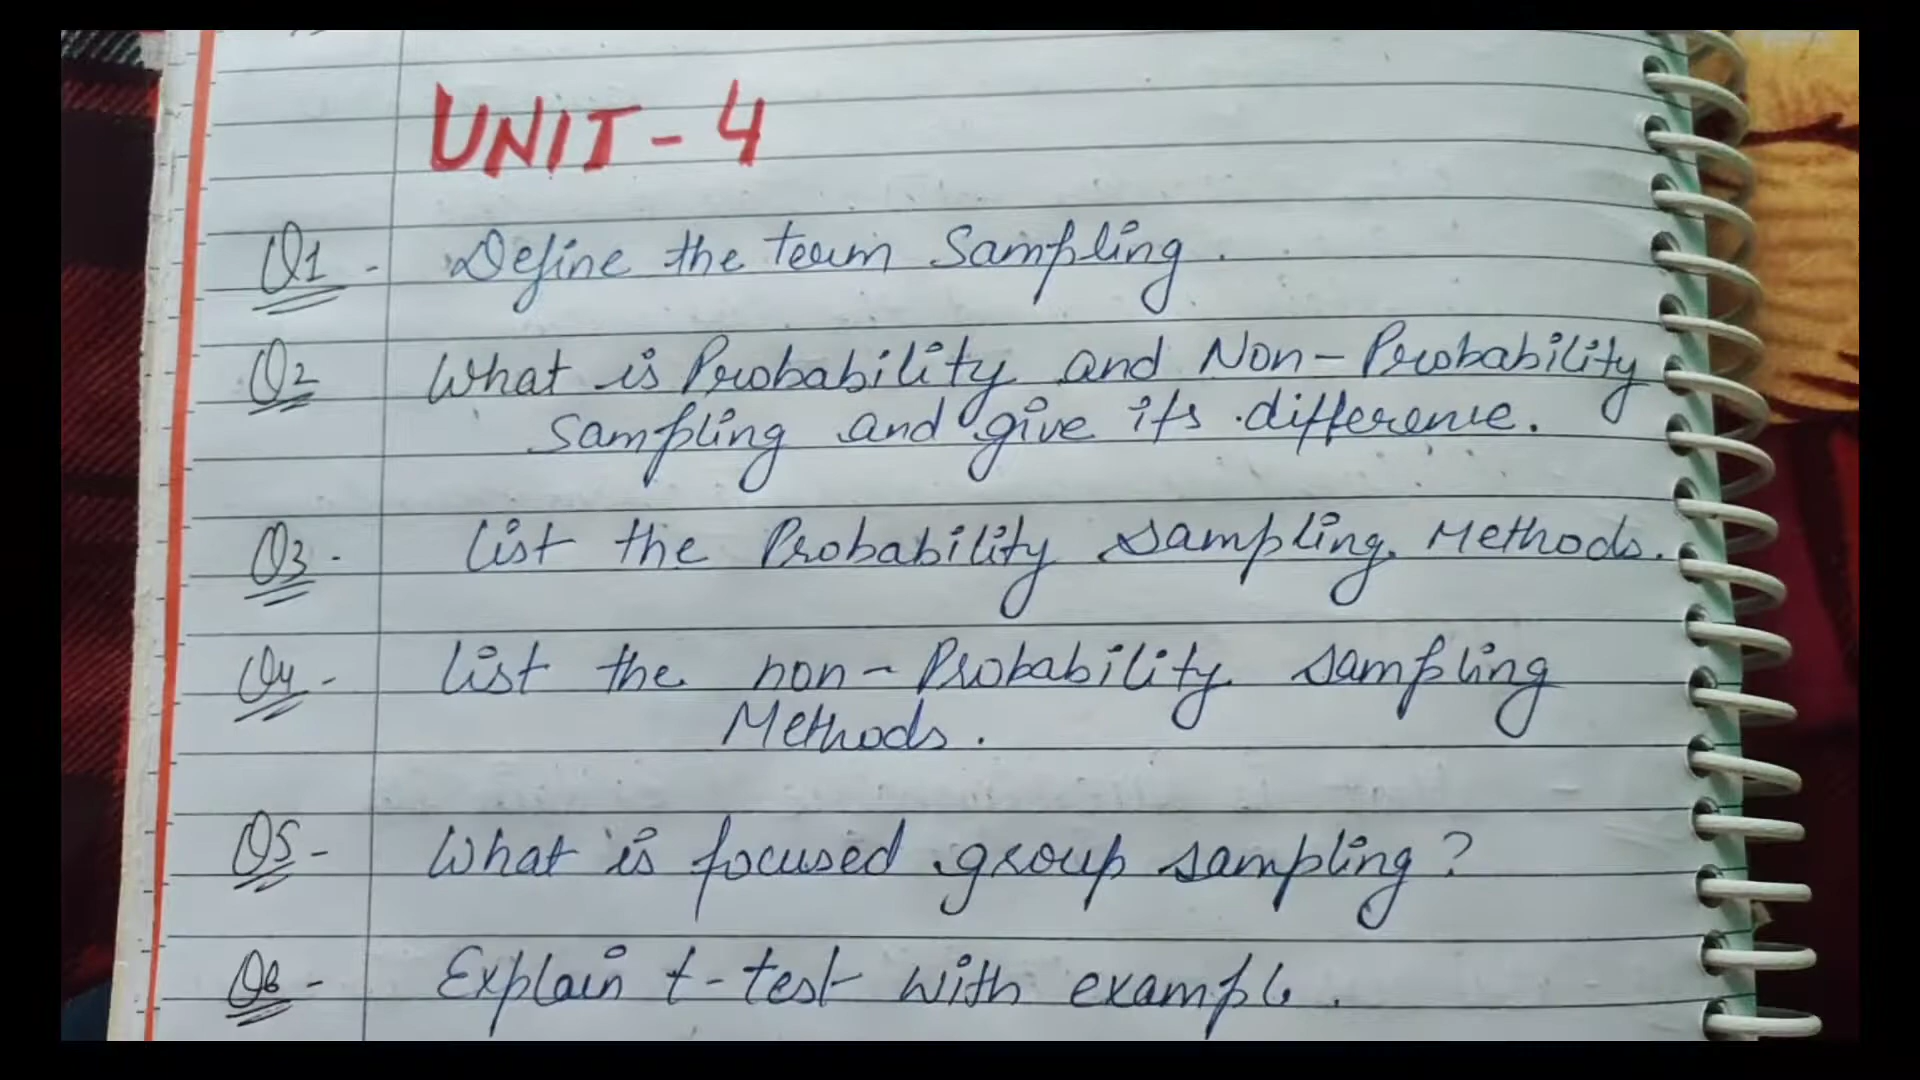 UNIT - 4
Q1 - Define the term Sampling.
Q2 What is Probability and Non-Probability
sampling and give its difference.
Q3 - List the Probability sampling Methods.
Q4 - List the non-Probability sampling
Methods.
Q5 - What is focused group sampling?
Q6 - Explain t-test with example.